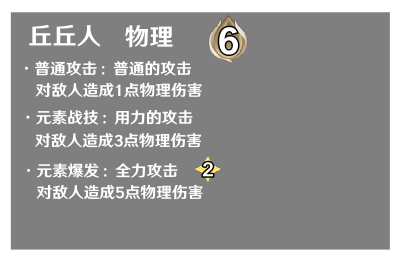 丘丘人 物理 6
·普通攻击：普通的攻击
对敌人造成1点物理伤害
·元素战技：用力的攻击
对敌人造成3点物理伤害
·元素爆发：全力攻击 2
对敌人造成5点物理伤害